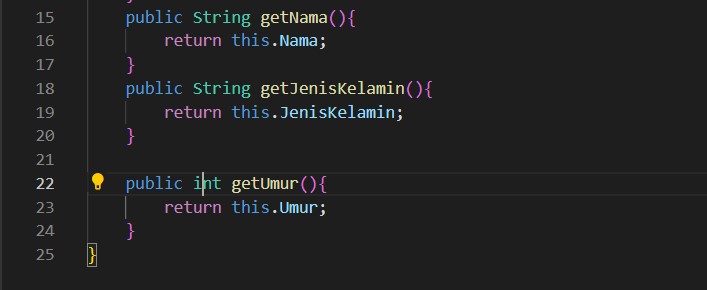 15 public String getNama(){
16 return this.Nama;
17 }
18 public String getJenisKelamin(){
19 return this.JenisKelamin;
20 }
21
22 public int getUmur(){
23 return this.Umur;
24 }
25 }